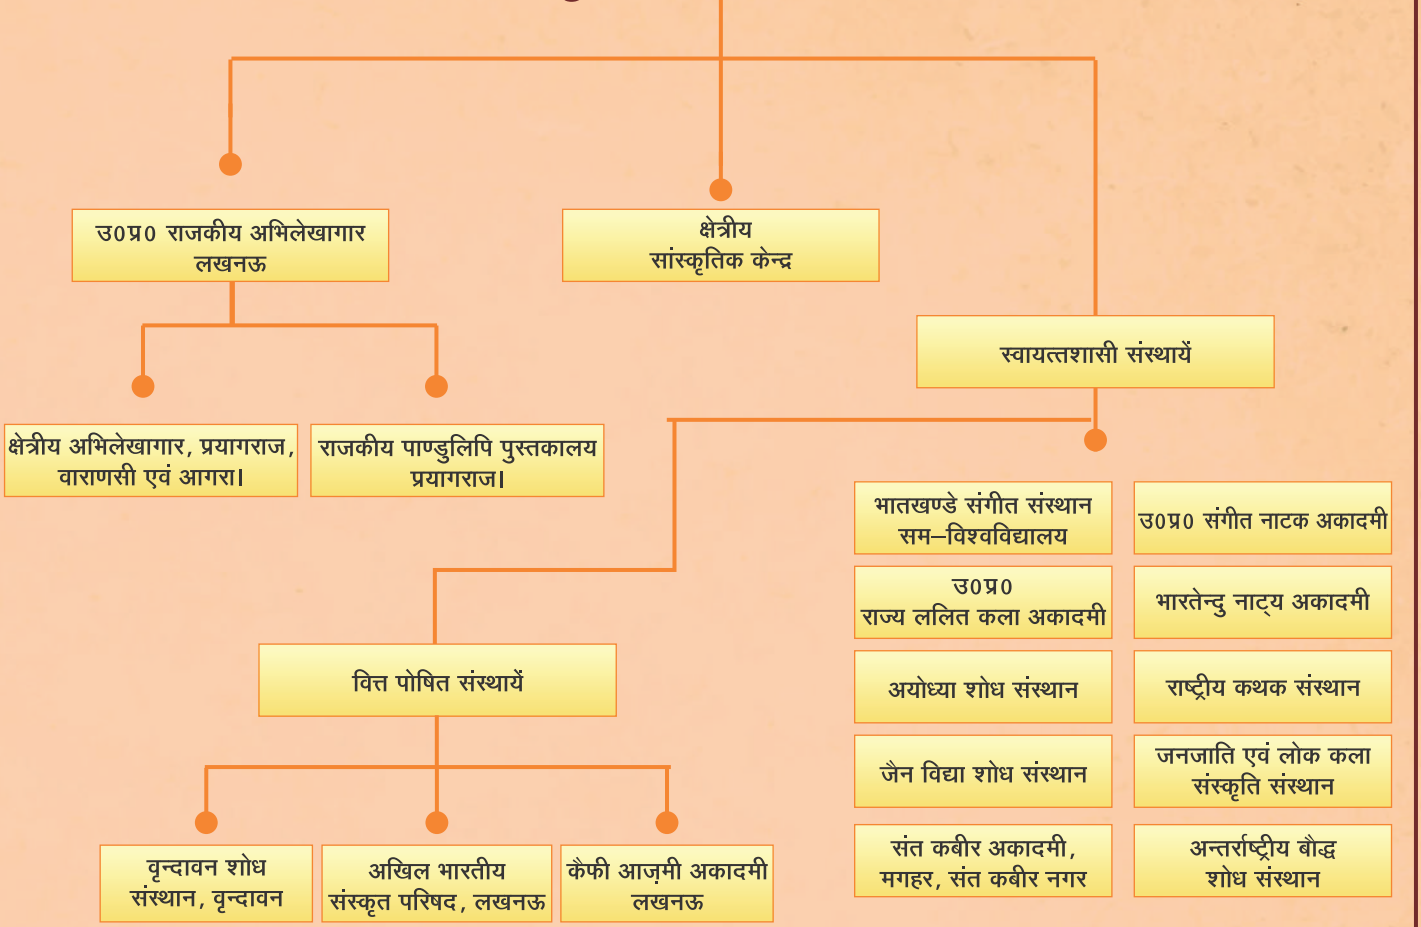 उ0प्र0 राजकीय अभिलेखागार
लखनऊ
क्षेत्रीय
सांस्कृतिक केन्द्र
स्वायत्तशासी संस्थायें
क्षेत्रीय अभिलेखागार, प्रयागराज,
वाराणसी एवं आगरा।
राजकीय पाण्डुलिपि पुस्तकालय
प्रयागराज।
भातखण्डे संगीत संस्थान
सम–विश्वविद्यालय
उ0प्र0 संगीत नाटक अकादमी
उ0प्र0
राज्य ललित कला अकादमी
भारतेन्दु नाट्य अकादमी
अयोध्या शोध संस्थान
राष्ट्रीय कथक संस्थान
जैन विद्या शोध संस्थान
जनजाति एवं लोक कला
संस्कृति संस्थान
संत कबीर अकादमी,
मगहर, संत कबीर नगर
अन्तर्राष्ट्रीय बौद्ध
शोध संस्थान
वित्त पोषित संस्थायें
वृन्दावन शोध
संस्थान, वृन्दावन
अखिल भारतीय
संस्कृत परिषद, लखनऊ
कैफी आज़मी अकादमी
लखनऊ